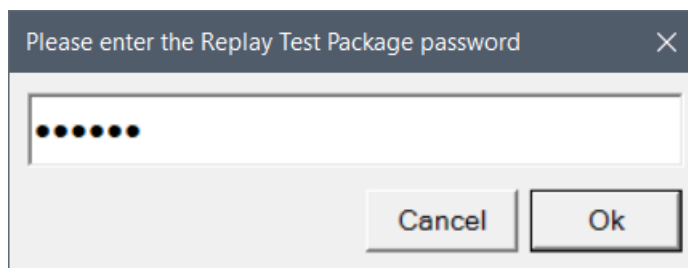 Please enter the Replay Test Package password
••••••
Cancel Ok